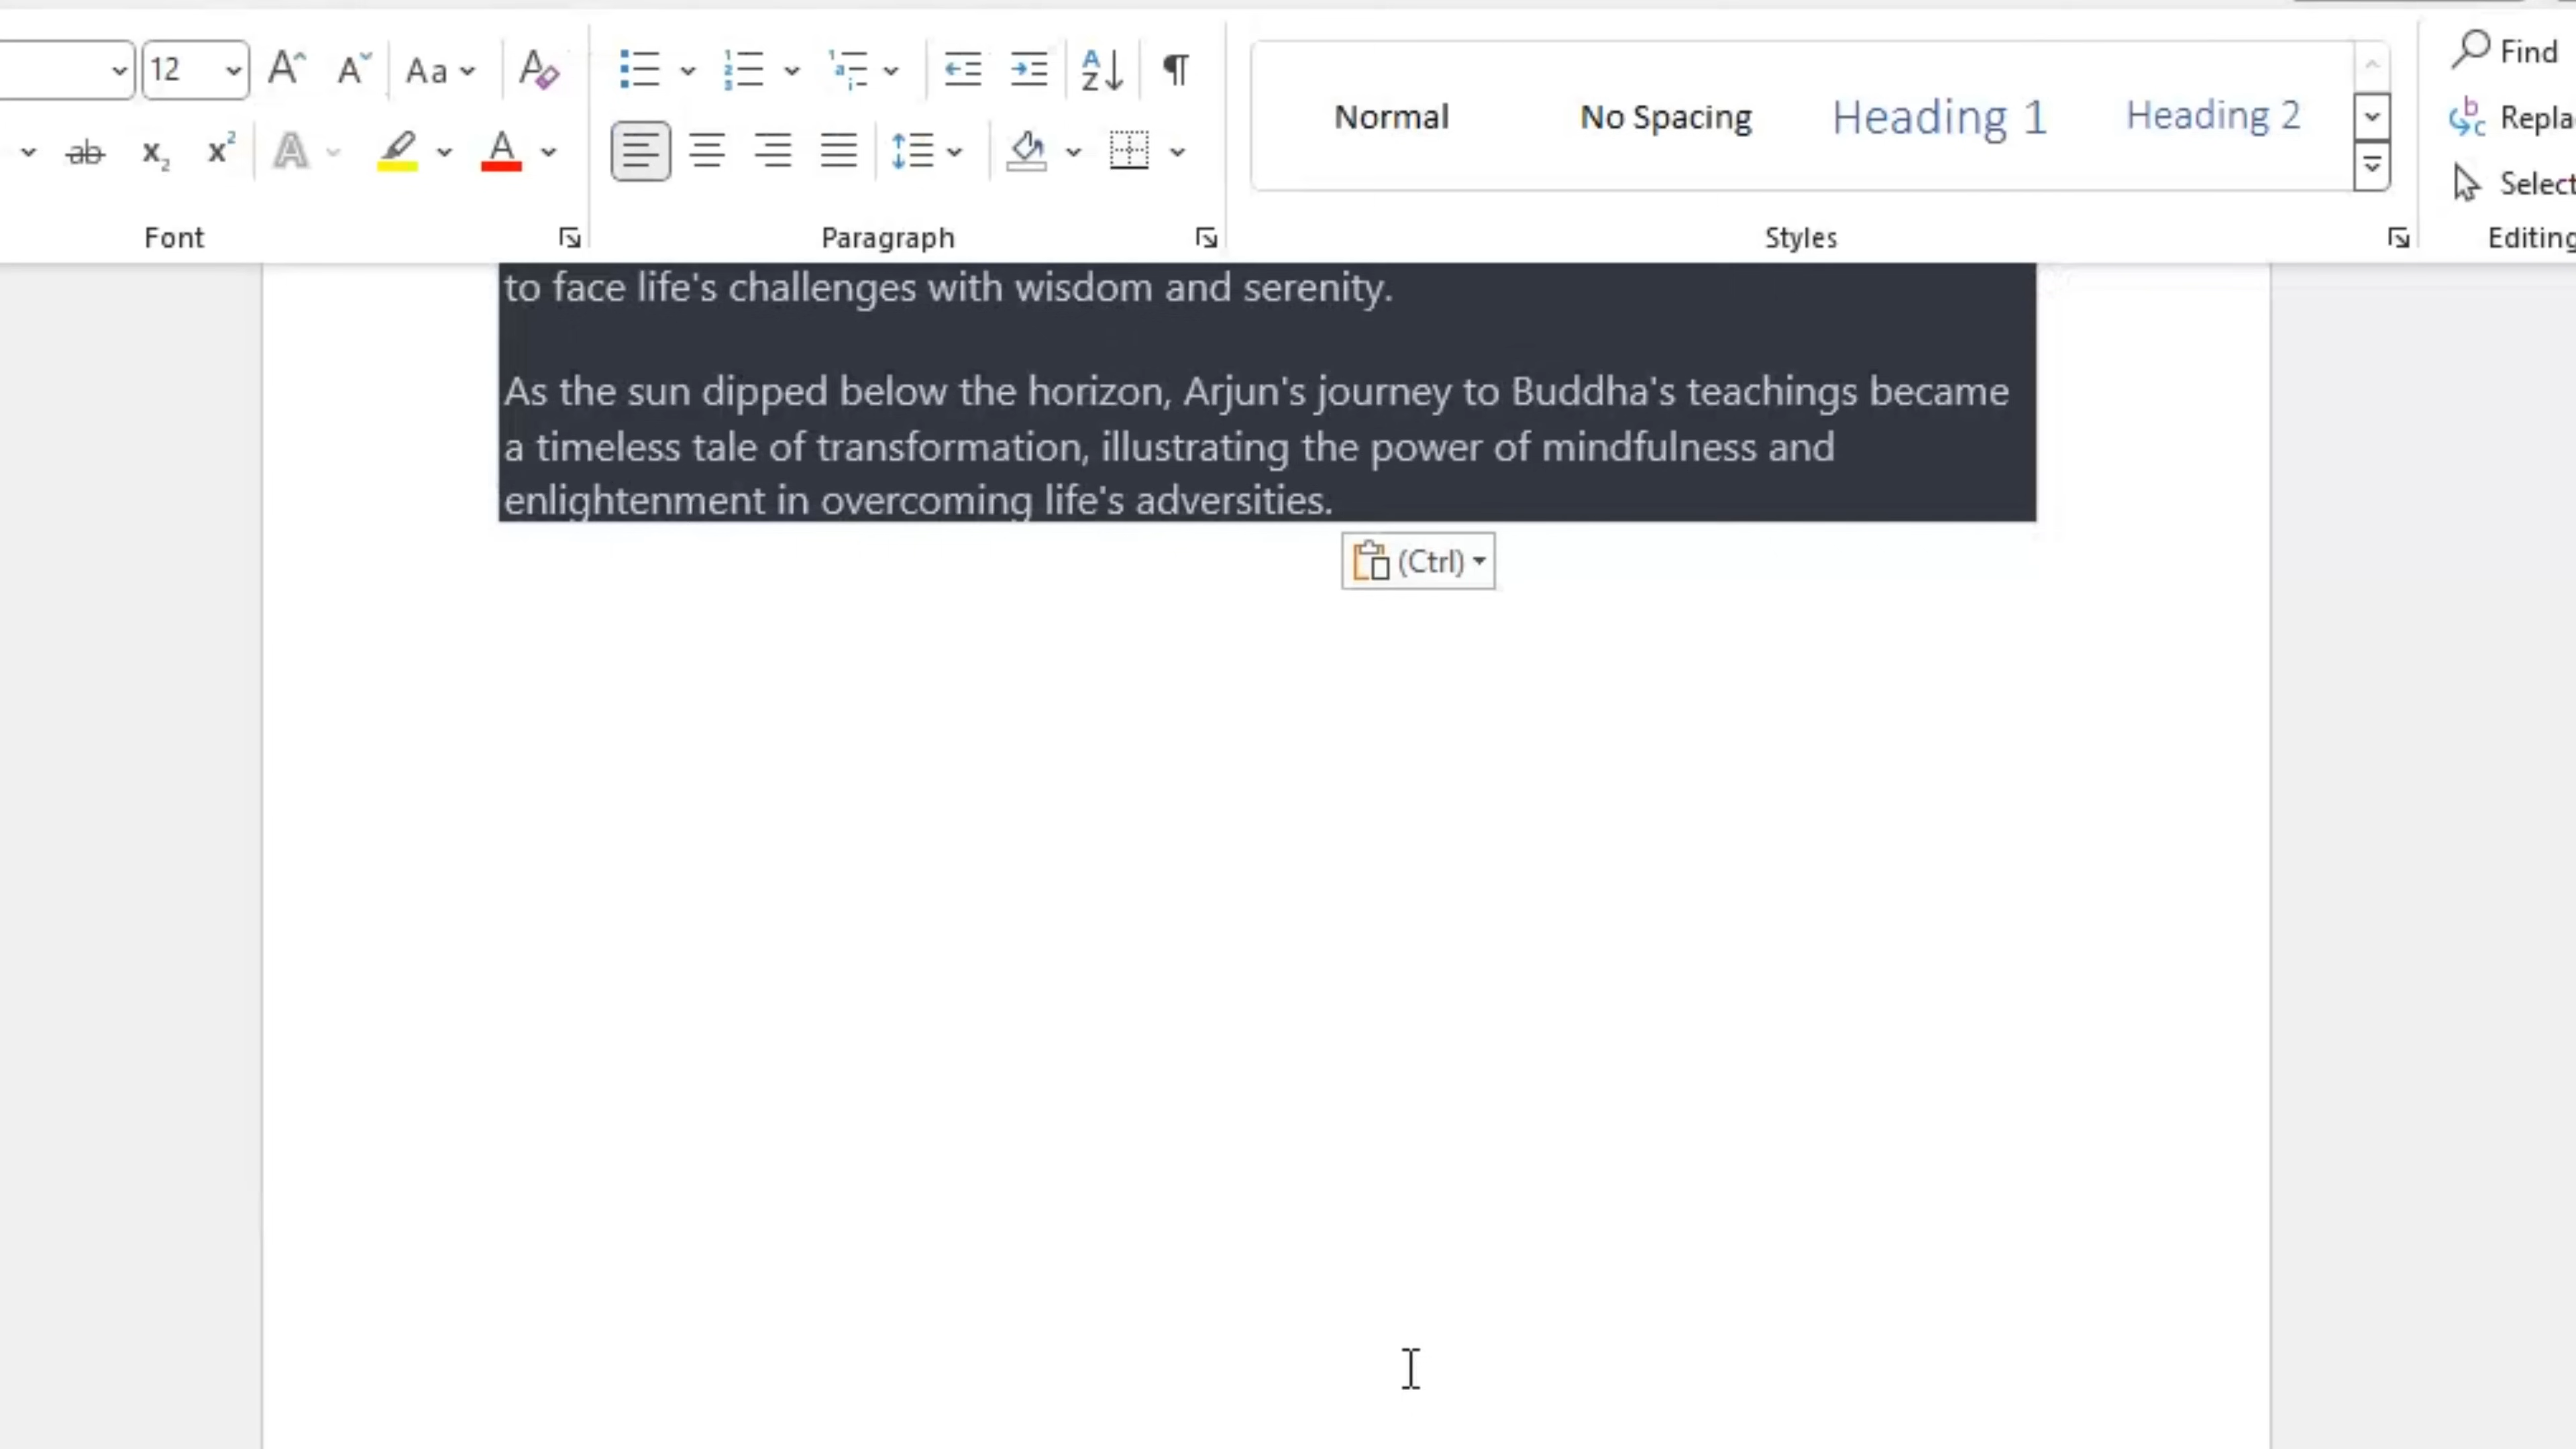 12
Aa
Normal
No Spacing
Heading 1
Heading 2
Find
Repla
Select
Font
Paragraph
Styles
Editing
to face life's challenges with wisdom and serenity.
As the sun dipped below the horizon, Arjun's journey to Buddha's teachings became
a timeless tale of transformation, illustrating the power of mindfulness and
enlightenment in overcoming life's adversities.
(Ctrl)